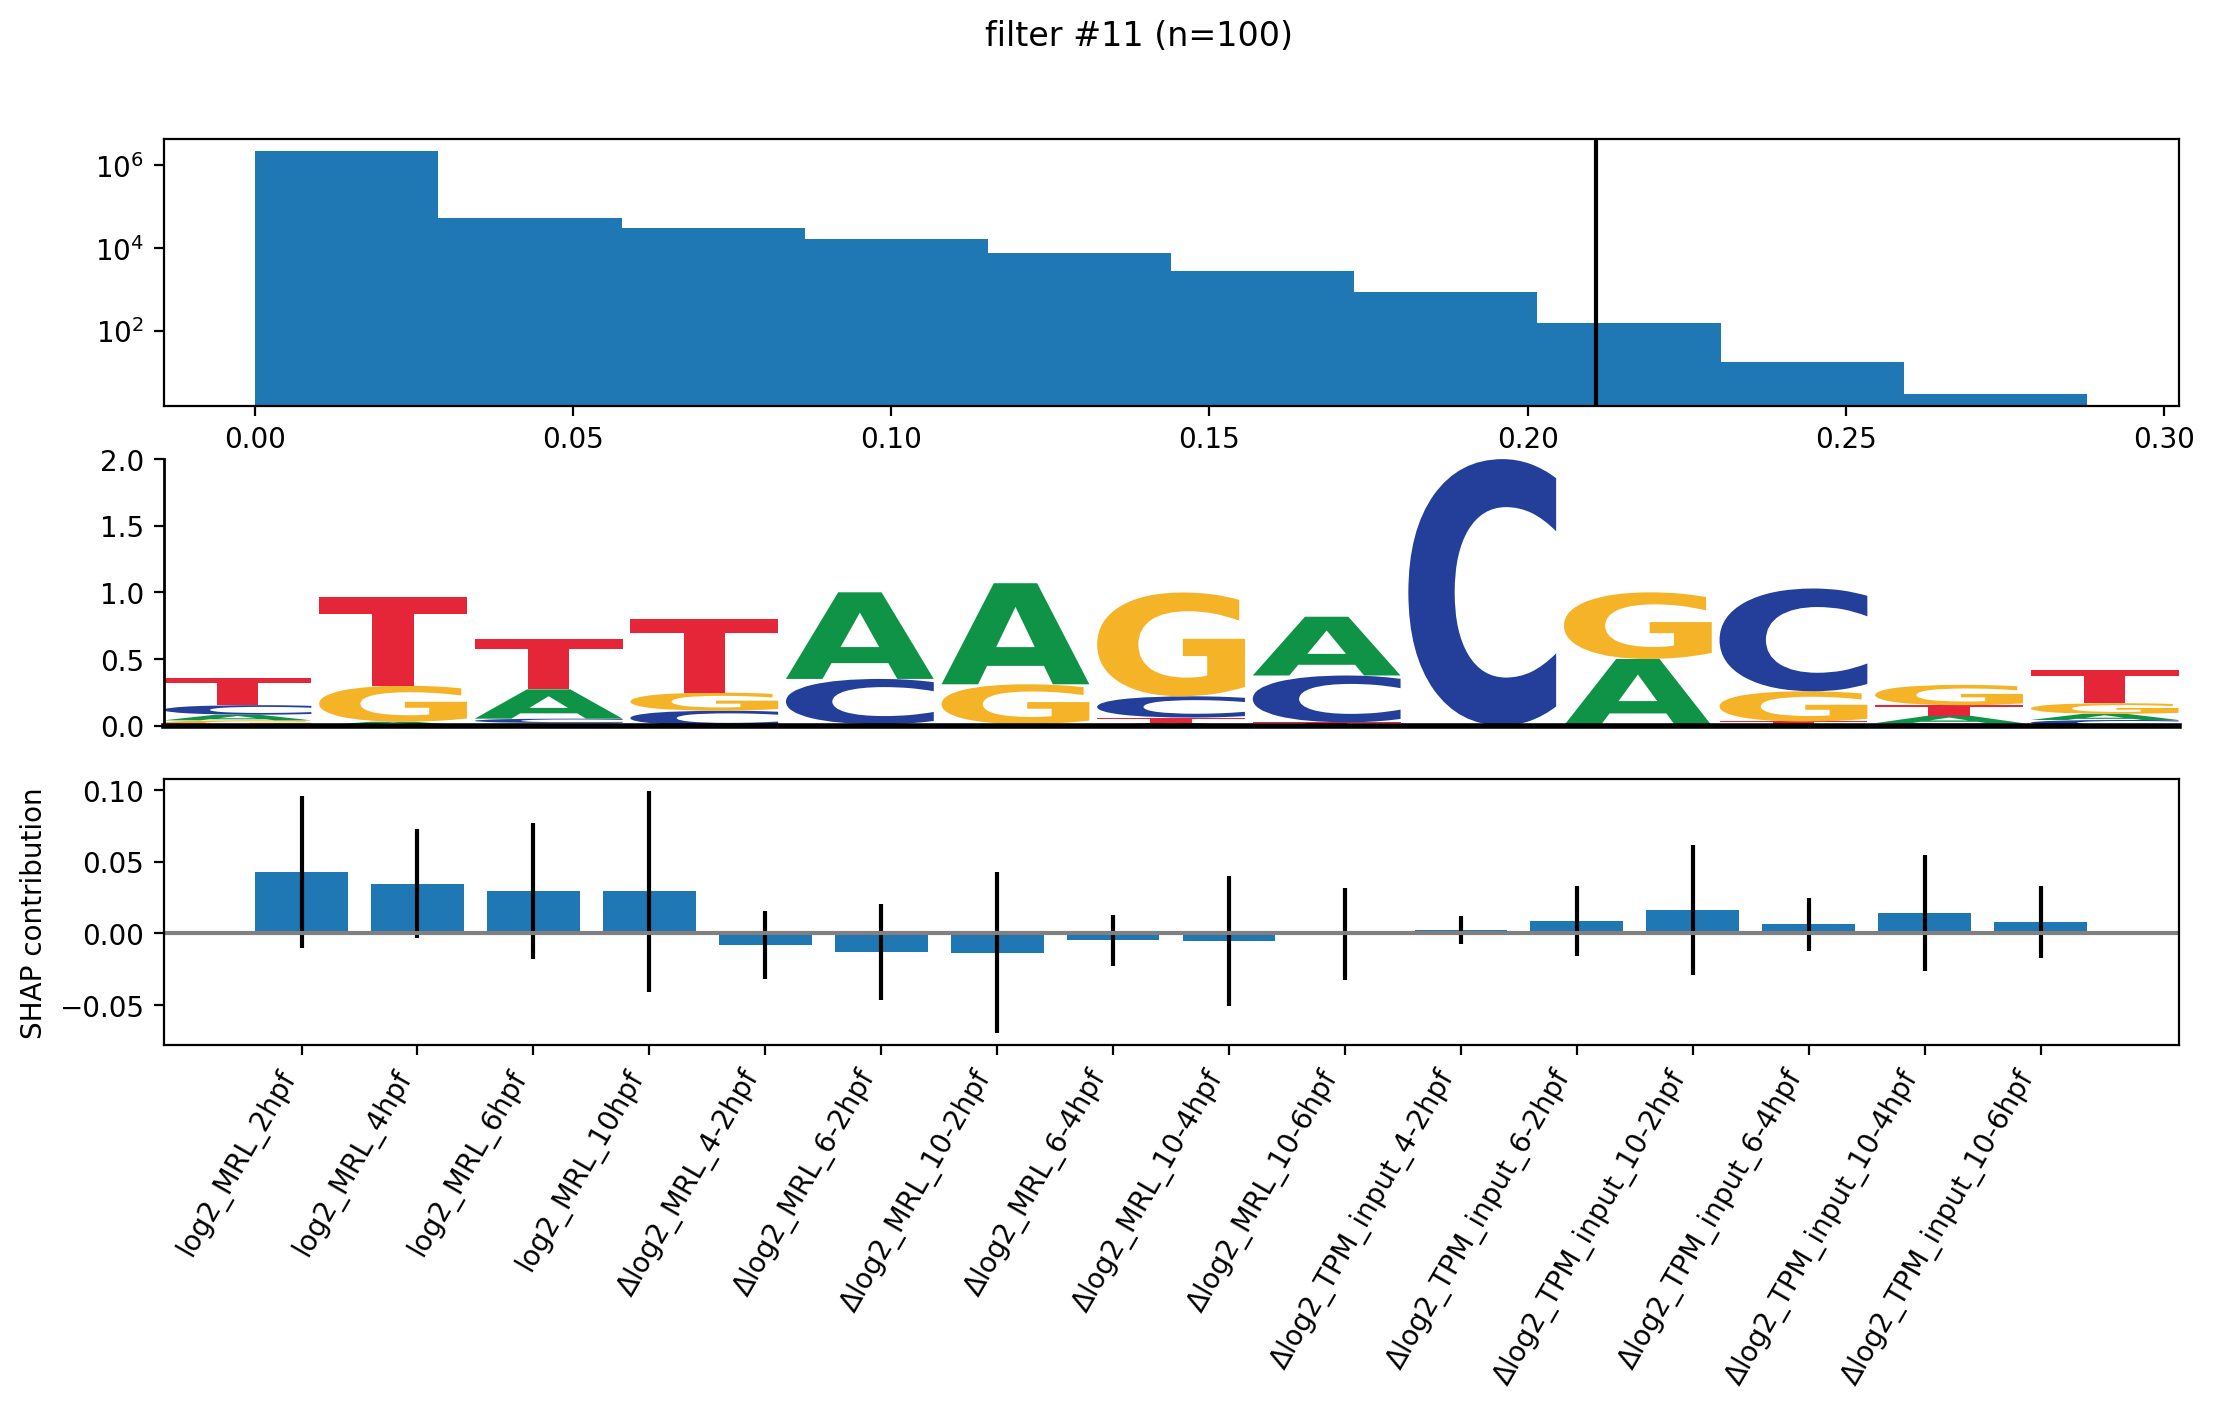 filter #11 (n=100)
10^6
10^4
10^2
0.00 0.05 0.10 0.15 0.20 0.25 0.30
2.0
1.5
1.0
0.5
0.0
T T T T A A G A C G C G T
C G A G C G C C A G T G
A A C C T T T A A
G C
SHAP contribution
0.10
0.05
0.00
−0.05
log2_MRL_2hpf
log2_MRL_4hpf
log2_MRL_6hpf
log2_MRL_10hpf
Δlog2_MRL_4-2hpf
Δlog2_MRL_6-2hpf
Δlog2_MRL_10-2hpf
Δlog2_MRL_6-4hpf
Δlog2_MRL_10-4hpf
Δlog2_MRL_10-6hpf
Δlog2_TPM_input_4-2hpf
Δlog2_TPM_input_6-2hpf
Δlog2_TPM_input_10-2hpf
Δlog2_TPM_input_6-4hpf
Δlog2_TPM_input_10-4hpf
Δlog2_TPM_input_10-6hpf